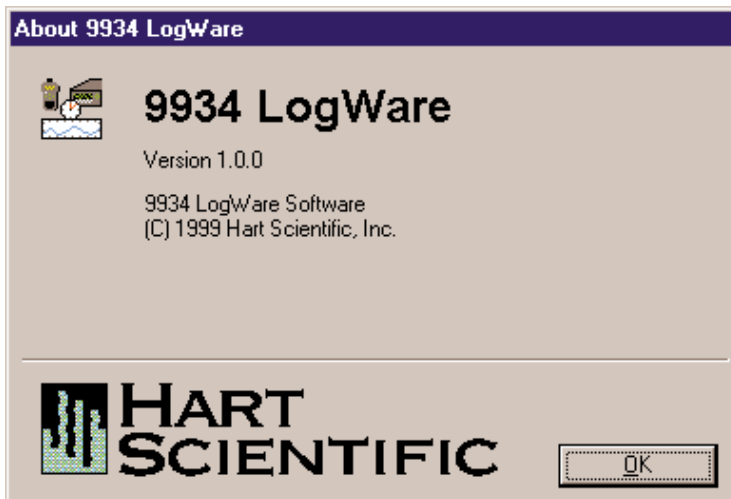 About 9934 LogWare
9934 LogWare
Version 1.0.0
9934 LogWare Software
(C) 1999 Hart Scientific, Inc.
HART
SCIENTIFIC
OK